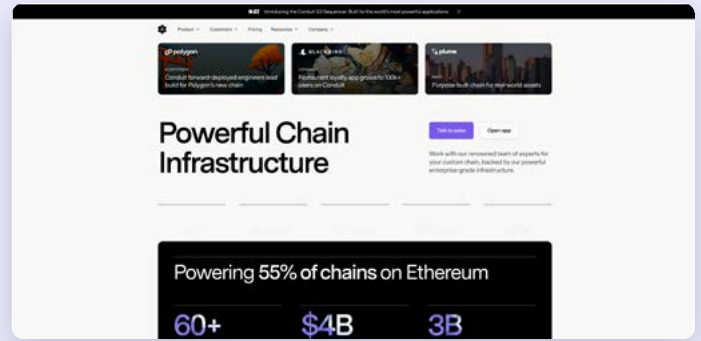 Introducing the Conduit G2 Sequencer: Built for the world's most powerful applications
Product
Customers
Pricing
Resources
Company
polygon
Conduit forward deployed engineers lead
build for Polygon's new chain
BLACKBIRD
Restaurant loyalty app grows to 100k+
users on Conduit
plume
Purpose-built chain for real-world assets
Powerful Chain
Infrastructure
Talk to sales
Open app
Work with our renowned team of experts for
your custom chain, backed by our powerful
enterprise-grade infrastructure.
Powering 55% of chains on Ethereum
60+
$4B
3B